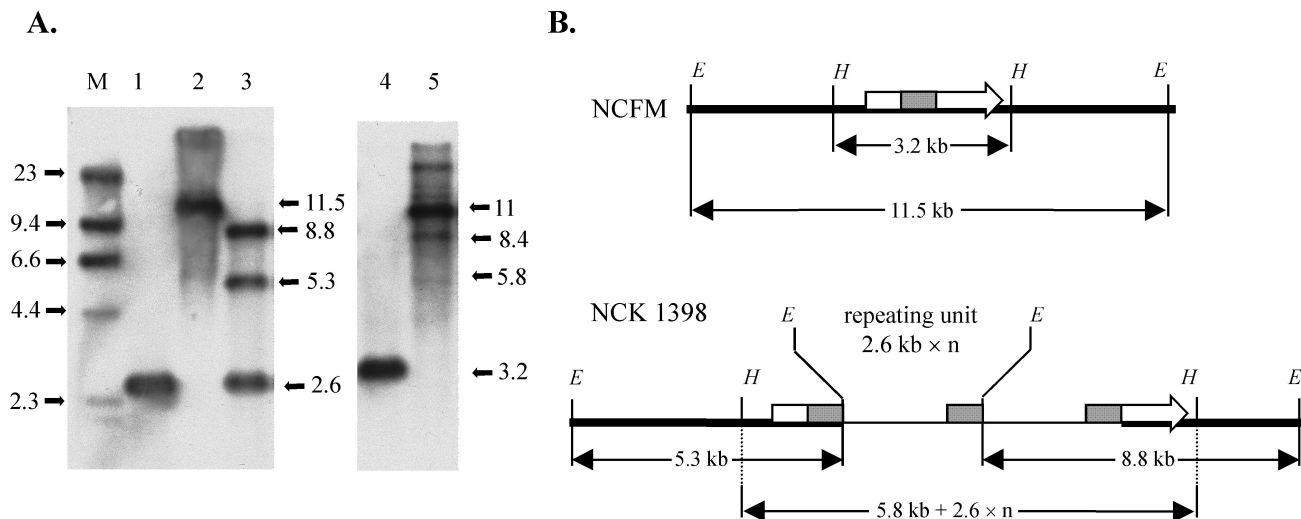 A.
M 1 2 3 4 5
23
9.4
6.6
4.4
2.3
11.5
8.8
5.3
2.6
11
8.4
5.8
3.2
B.
E H H E
NCFM
3.2 kb
11.5 kb
NCK 1398
E repeating unit E
2.6 kb × n
E H H E
5.3 kb 8.8 kb
5.8 kb + 2.6 × n